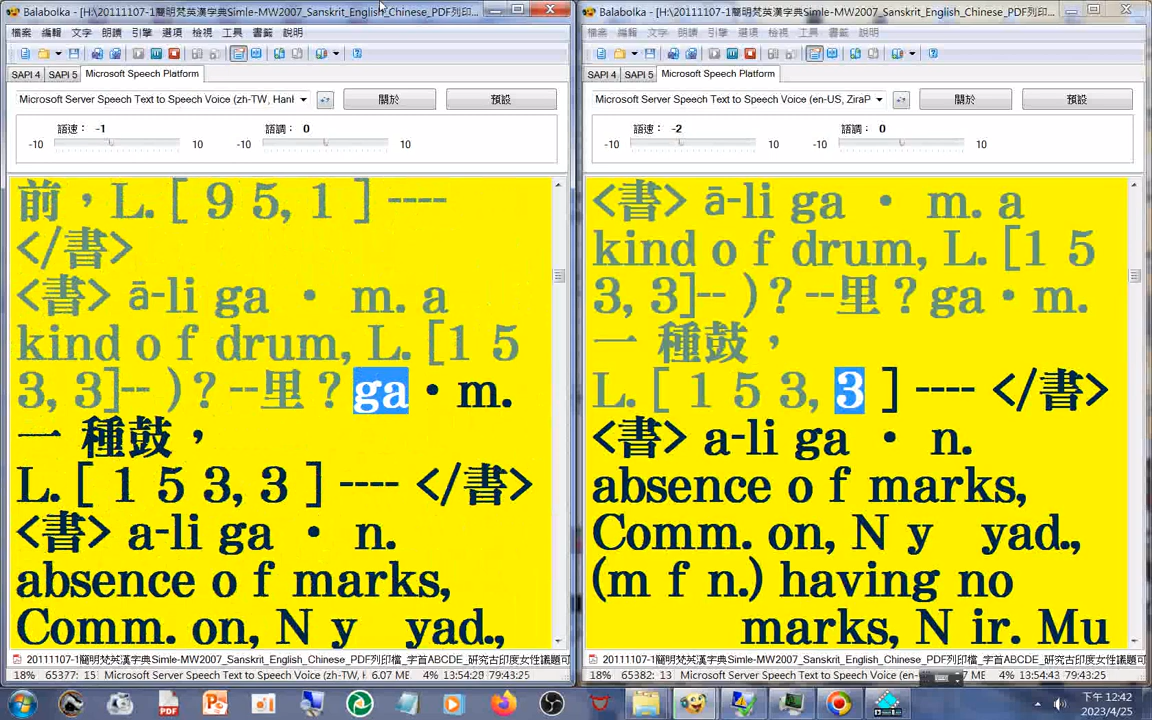 Balabolka - [H:\20111107-1簡明梵英漢字典Simle-MW2007_Sanskrit_English_Chinese_PDF列印...
檔案 編輯 文字 朗讀 引擎 選項 檢視 工具 書籤 說明
SAPI 4 SAPI 5 Microsoft Speech Platform
Microsoft Server Speech Text to Speech Voice (zh-TW, Hanl
關於 預設
語速： -1 語調： 0
-10 10 -10 10
前，L. [ 9 5, 1 ] ----
</書>
<書> ā-li ga • m. a
kind o f drum, L. [1 5
3, 3]-- )？--里？ga • m.
一 種鼓，
L. [ 1 5 3, 3 ] ---- </書>
<書> a-li ga • n.
absence o f marks,
Comm. on, N y yad.,
20111107-1簡明梵英漢字典Simle-MW2007_Sanskrit_English_Chinese_PDF列印檔_字首ABCDE_研究古印度女性議題可
18% 65377: 15 Microsoft Server Speech Text to Speech Voice (zh-TW, H 6.07 MB 4% 13:54:29 79:43:25
Balabolka - [H:\20111107-1簡明梵英漢字典Simle-MW2007_Sanskrit_English_Chinese_PDF列印...
檔案 編輯 文字 朗讀 引擎 選項 檢視 工具 書籤 說明
SAPI 4 SAPI 5 Microsoft Speech Platform
Microsoft Server Speech Text to Speech Voice (en-US, ZiraP
關於 預設
語速： -2 語調： 0
-10 10 -10 10
<書> ā-li ga • m. a
kind o f drum, L. [1 5
3, 3]-- )？--里？ga • m.
一 種鼓，
L. [ 1 5 3, 3 ] ---- </書>
<書> a-li ga • n.
absence o f marks,
Comm. on, N y yad.,
(m f n.) having no
marks, N ir. Mu
20111107-1簡明梵英漢字典Simle-MW2007_Sanskrit_English_Chinese_PDF列印檔_字首ABCDE_研究古印度女性議題可
18% 65382: 13 Microsoft Server Speech Text to Speech Voice 4% 13:54:43 79:43:25
下午 12:42
2023/4/25